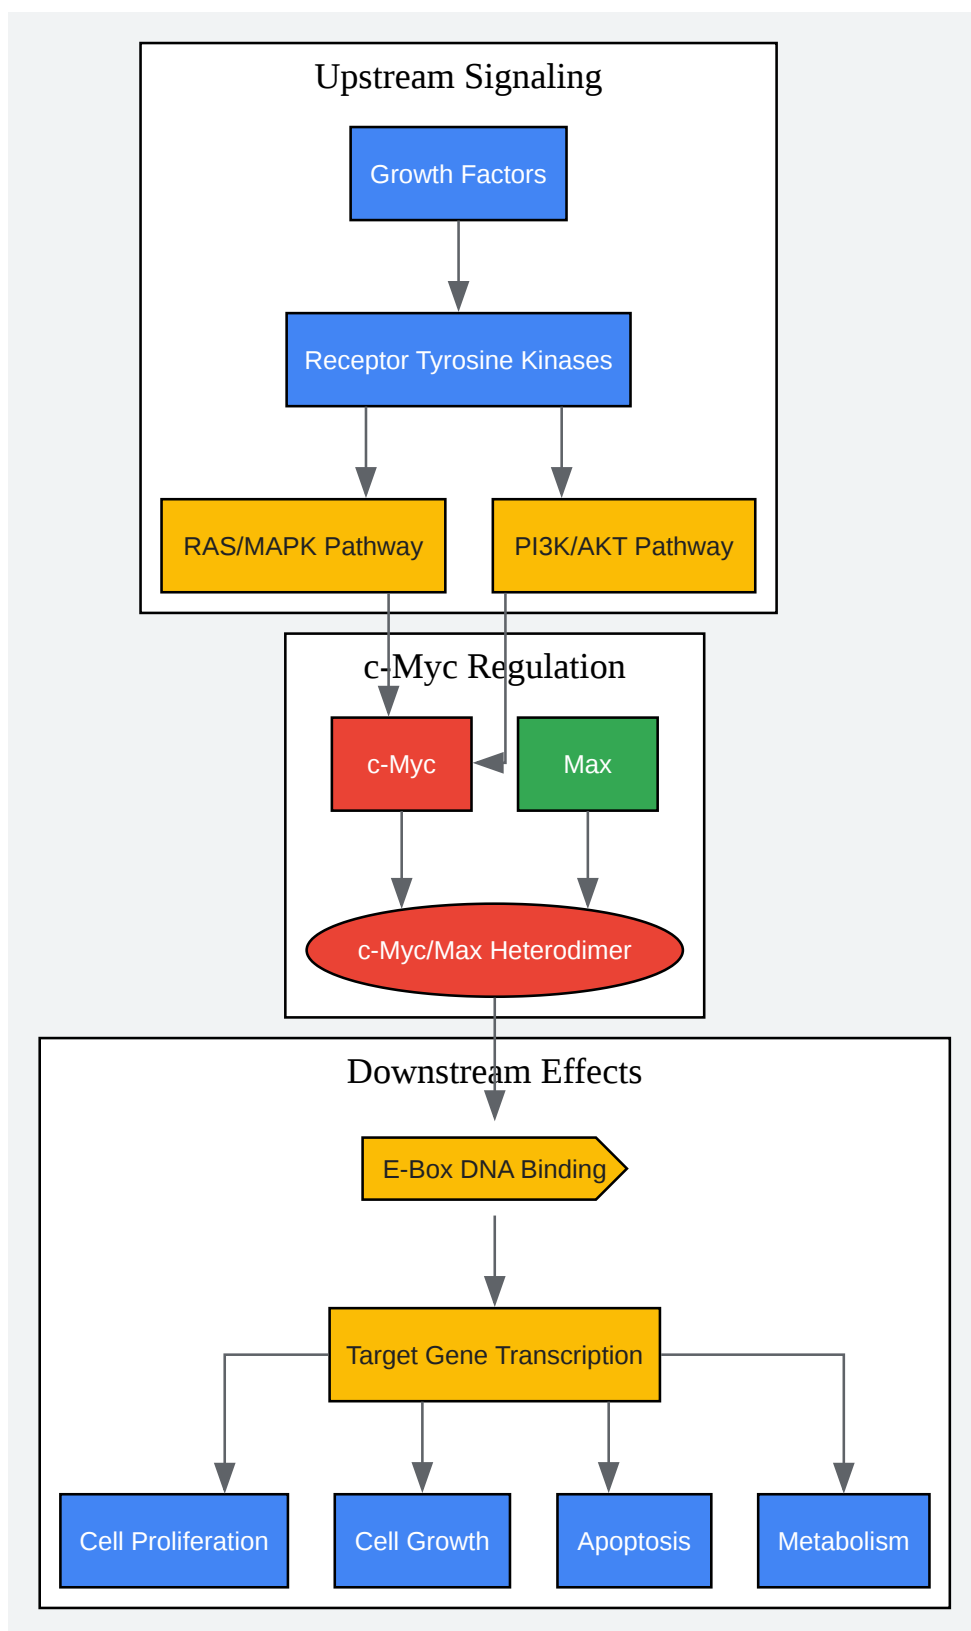 Upstream Signaling
Growth Factors
Receptor Tyrosine Kinases
RAS/MAPK Pathway
PI3K/AKT Pathway
c-Myc Regulation
c-Myc
Max
c-Myc/Max Heterodimer
Downstream Effects
E-Box DNA Binding
Target Gene Transcription
Cell Proliferation
Cell Growth
Apoptosis
Metabolism